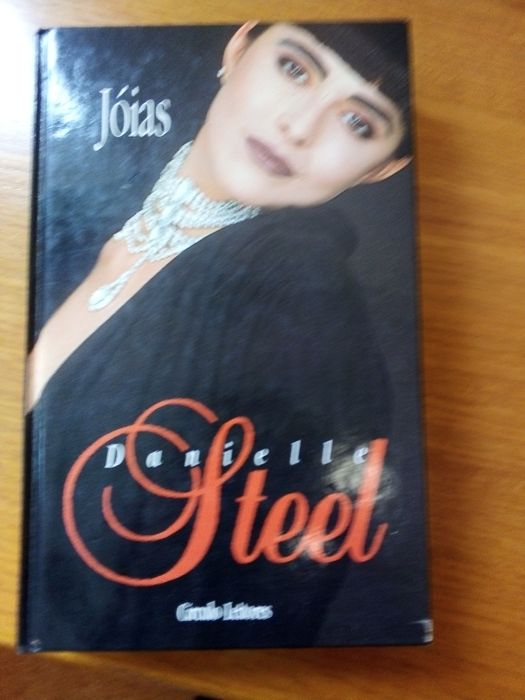 Jóias
Danielle
Steel
Círculo Leitores